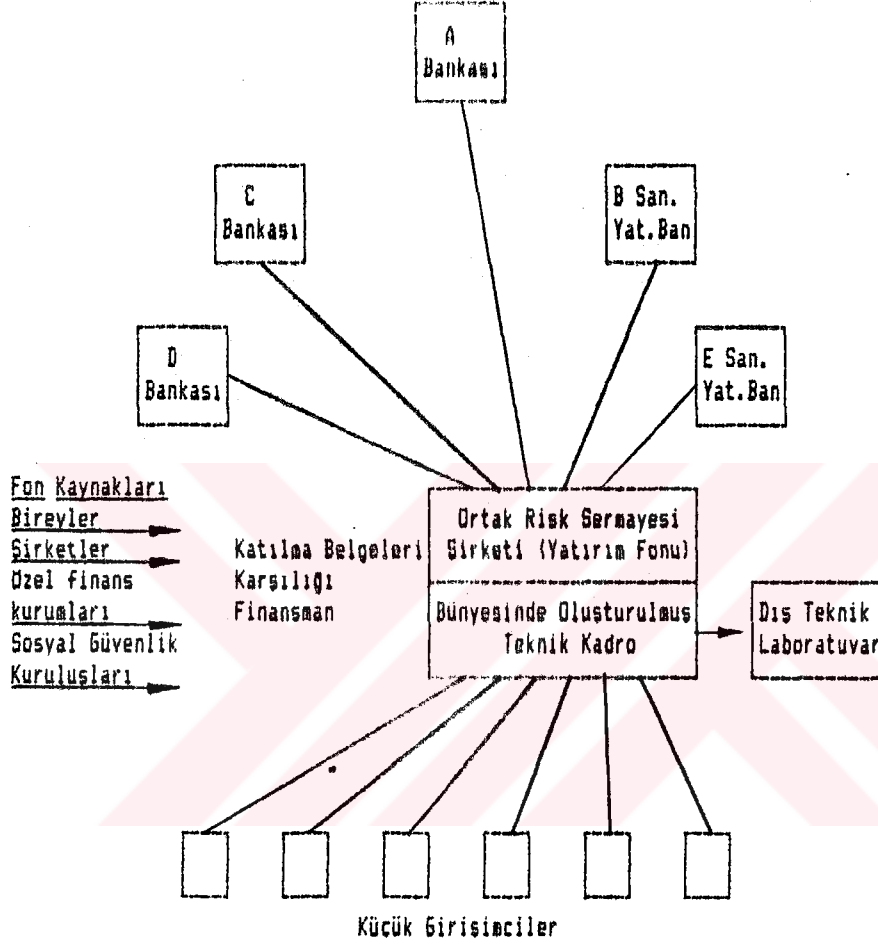 A
Bankası
C
Bankası
B San.
Yat.Ban
D
Bankası
E San.
Yat.Ban
Fon Kaynakları
Bireyler
Şirketler
Özel finans
kurumları
Sosyal Güvenlik
Kuruluşları
Katılma Belgeleri
Karşılığı
Finansman
Ortak Risk Sermayesi
Şirketi (Yatırım Fonu)
Bünyesinde Oluşturulmuş
Teknik Kadro
Dış Teknik
Laboratuvar
Küçük Girişimciler